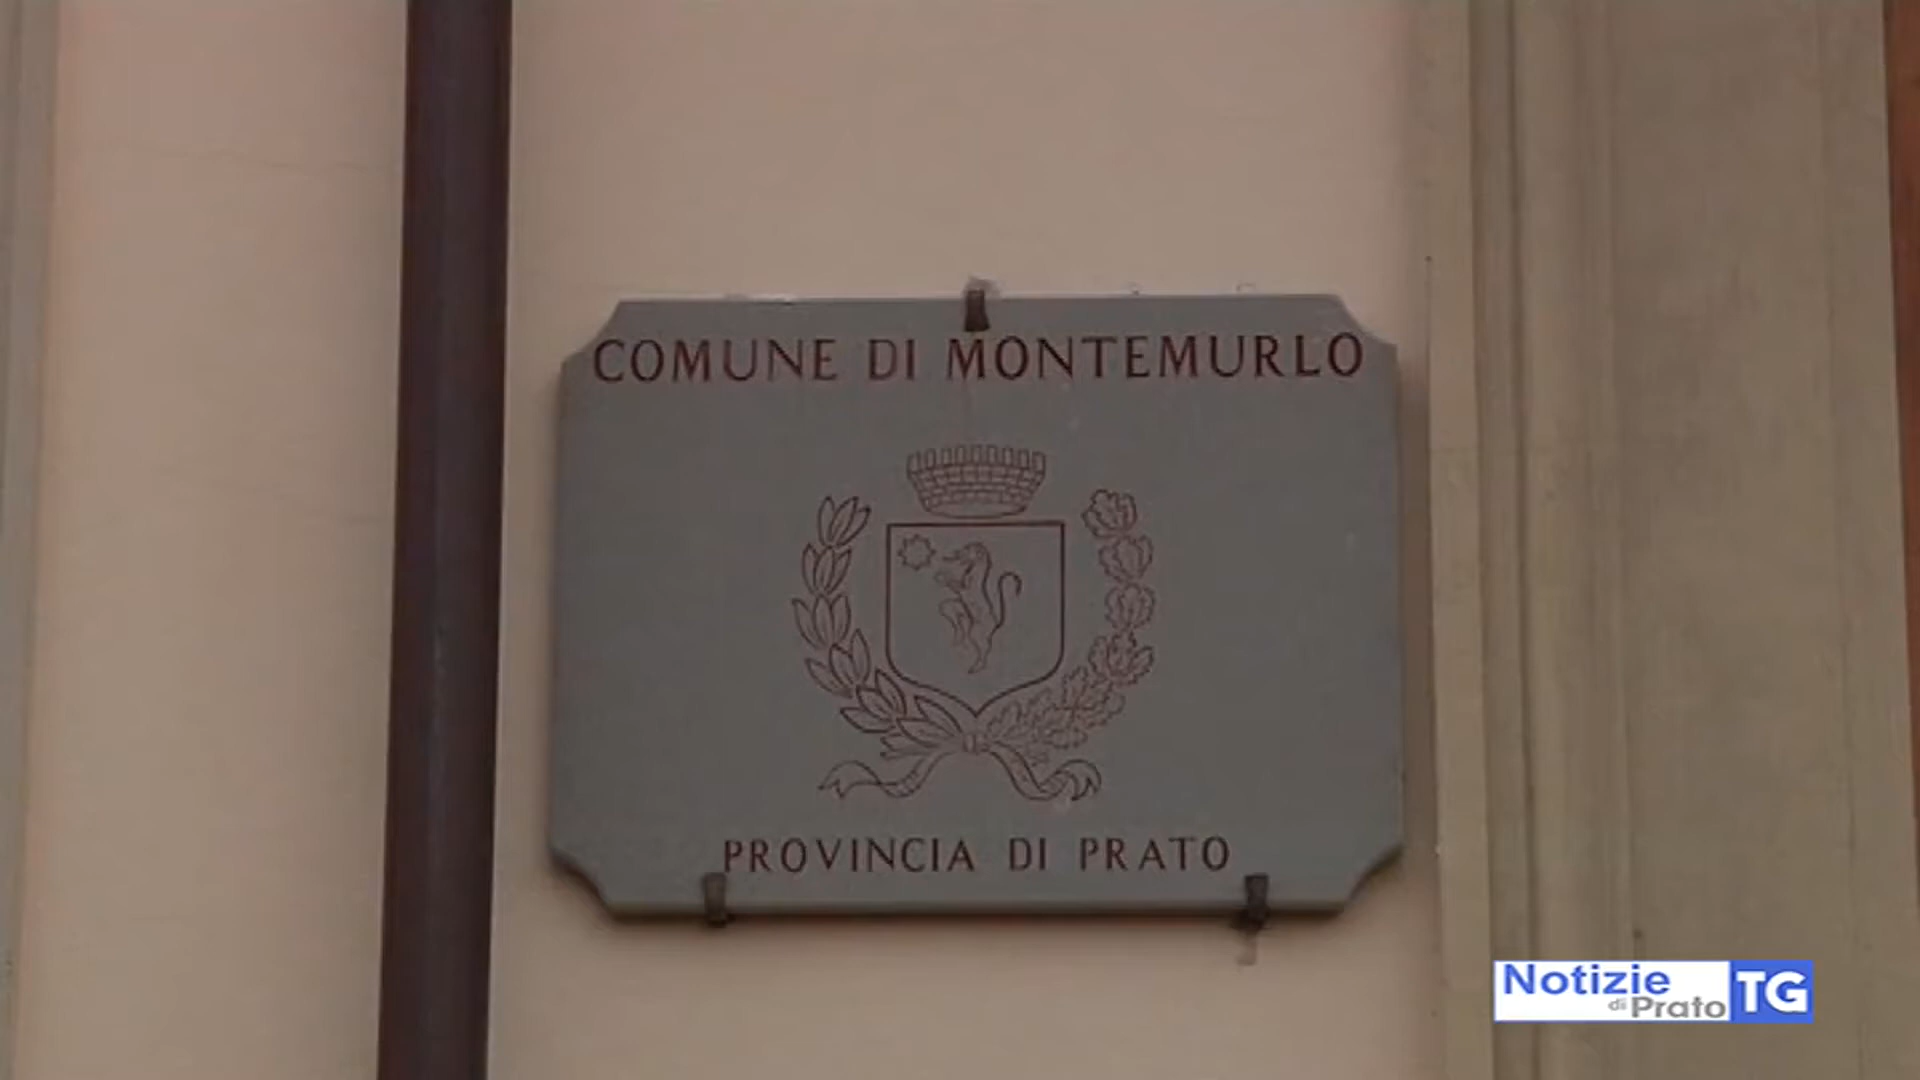 COMUNE DI MONTEMURLO
PROVINCIA DI PRATO
Notizie
di Prato
TG